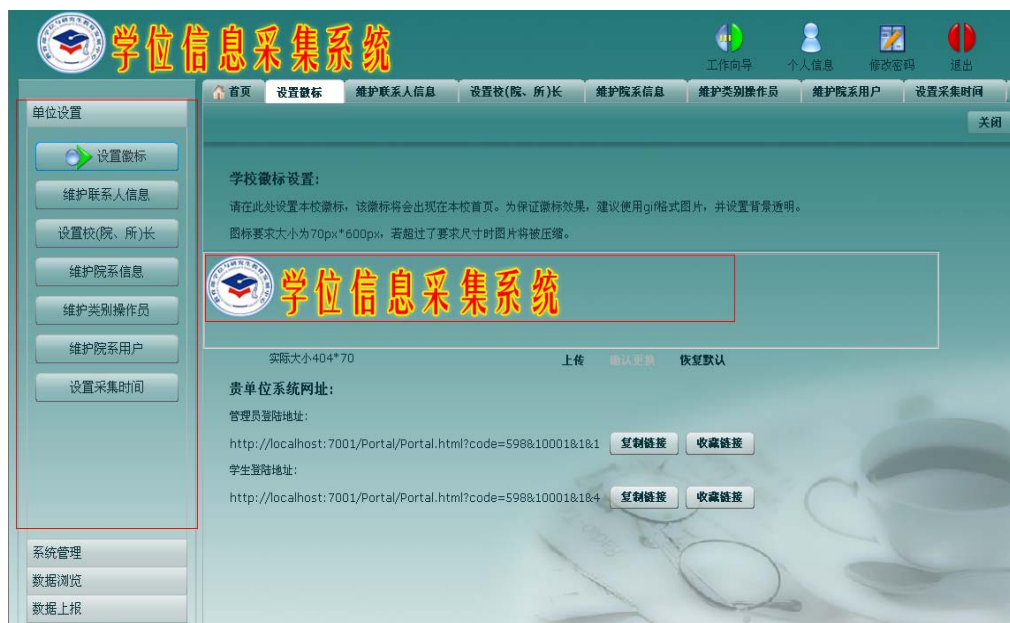 学位信息采集系统
工作向导 个人信息 修改密码 退出
首页 设置徽标 维护联系人信息 设置校(院、所)长 维护院系信息 维护类别操作员 维护院系用户 设置采集时间
单位设置
关闭
设置徽标
维护联系人信息
设置校(院、所)长
维护院系信息
维护类别操作员
维护院系用户
设置采集时间
学校徽标设置:
请在此处设置本校徽标，该徽标将会出现在本校首页。为保证徽标效果，建议使用gif格式图片，并设置背景透明。
图标要求大小为70px*600px，若超过了要求尺寸时图片将被压缩。
学位信息采集系统
实际大小404*70 上传 确认更换 恢复默认
贵单位系统网址:
管理员登陆地址:
http://localhost:7001/Portal/Portal.html?code=598&10001&1&1 复制链接 收藏链接
学生登陆地址:
http://localhost:7001/Portal/Portal.html?code=598&10001&1&4 复制链接 收藏链接
系统管理
数据浏览
数据上报